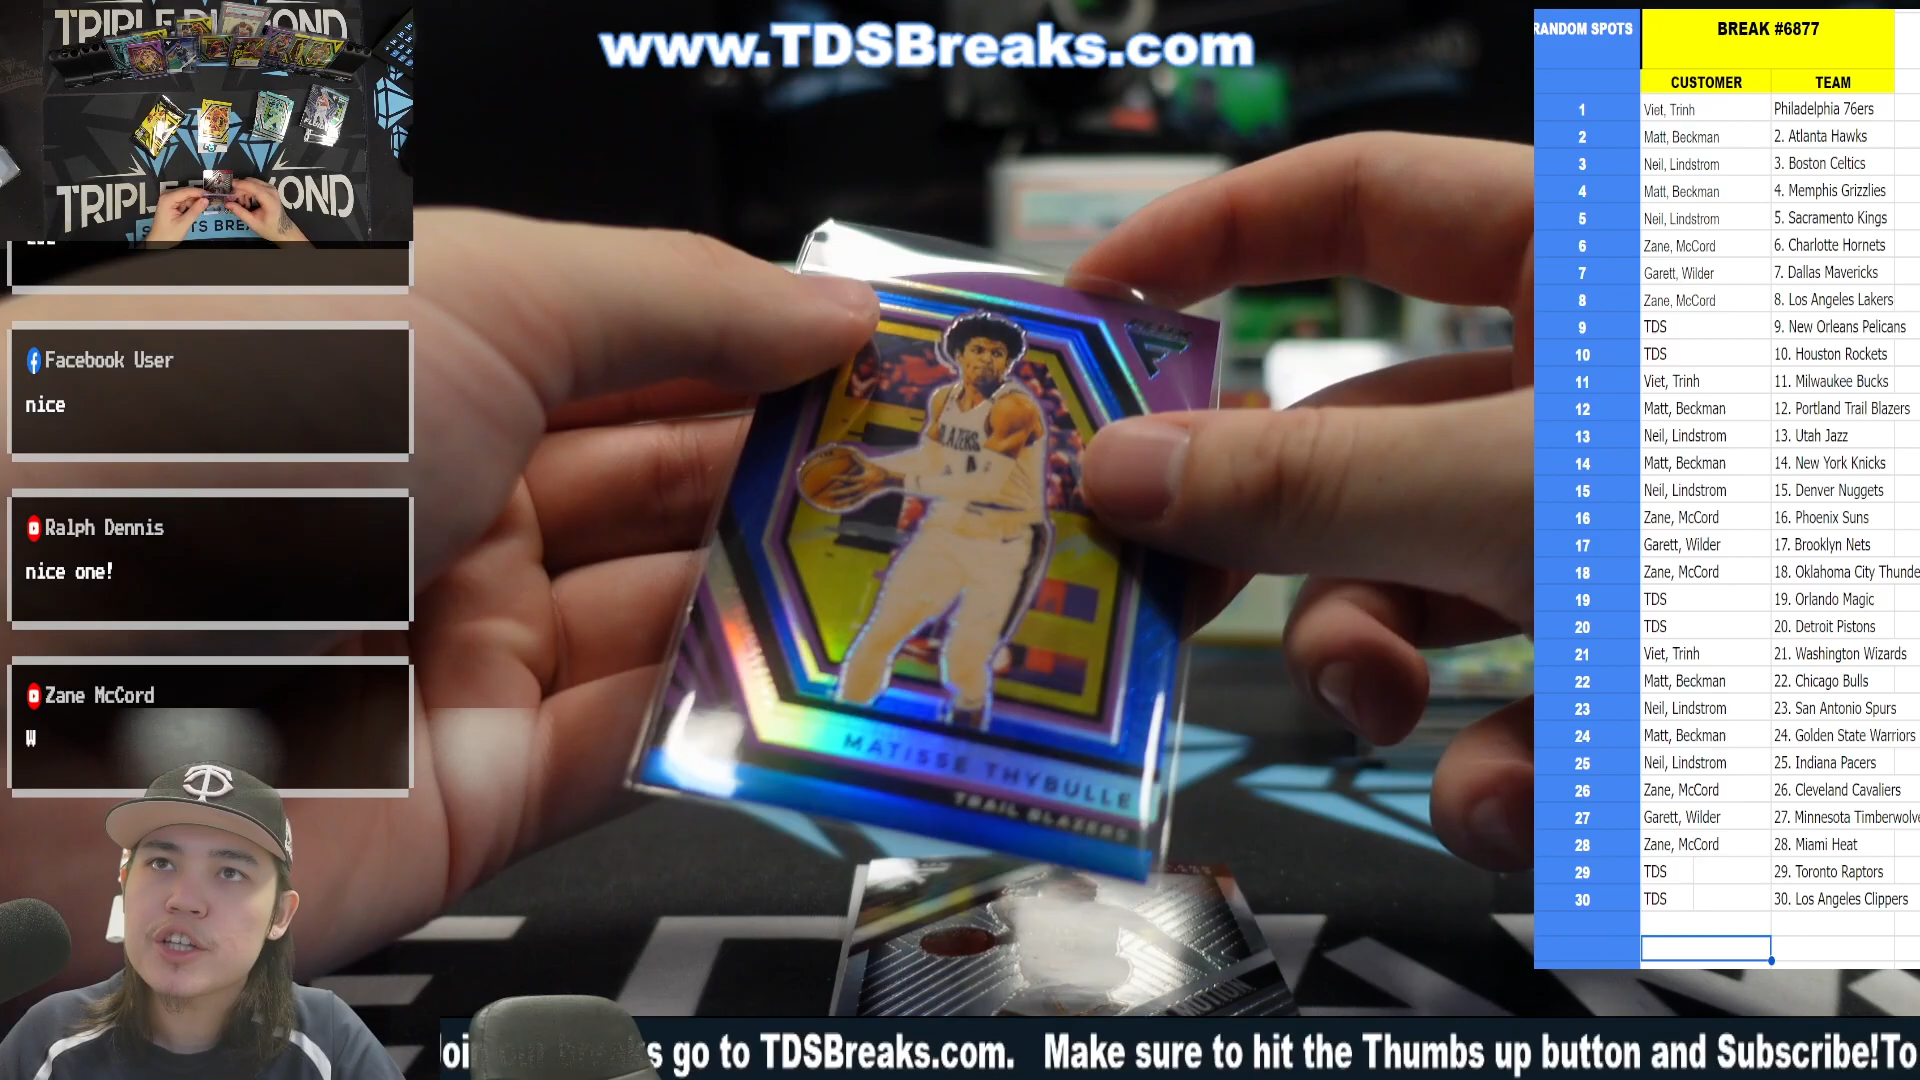 www.TDSBreaks.com
RANDOM SPOTS
BREAK #6877
CUSTOMER TEAM
1 Viet, Trinh Philadelphia 76ers
2 Matt, Beckman 2. Atlanta Hawks
3 Neil, Lindstrom 3. Boston Celtics
4 Matt, Beckman 4. Memphis Grizzlies
5 Neil, Lindstrom 5. Sacramento Kings
6 Zane, McCord 6. Charlotte Hornets
7 Garett, Wilder 7. Dallas Mavericks
8 Zane, McCord 8. Los Angeles Lakers
9 TDS 9. New Orleans Pelicans
10 TDS 10. Houston Rockets
11 Viet, Trinh 11. Milwaukee Bucks
12 Matt, Beckman 12. Portland Trail Blazers
13 Neil, Lindstrom 13. Utah Jazz
14 Matt, Beckman 14. New York Knicks
15 Neil, Lindstrom 15. Denver Nuggets
16 Zane, McCord 16. Phoenix Suns
17 Garett, Wilder 17. Brooklyn Nets
18 Zane, McCord 18. Oklahoma City Thunde
19 TDS 19. Orlando Magic
20 TDS 20. Detroit Pistons
21 Viet, Trinh 21. Washington Wizards
22 Matt, Beckman 22. Chicago Bulls
23 Neil, Lindstrom 23. San Antonio Spurs
24 Matt, Beckman 24. Golden State Warriors
25 Neil, Lindstrom 25. Indiana Pacers
26 Zane, McCord 26. Cleveland Cavaliers
27 Garett, Wilder 27. Minnesota Timberwolve
28 Zane, McCord 28. Miami Heat
29 TDS 29. Toronto Raptors
30 TDS 30. Los Angeles Clippers
Facebook User
nice
Ralph Dennis
nice one!
Zane McCord
W
BLAZERS
MATISSE THYBULLE
TRAIL BLAZERS
MOTION
TC
s go to TDSBreaks.com. Make sure to hit the Thumbs up button and Subscribe!To